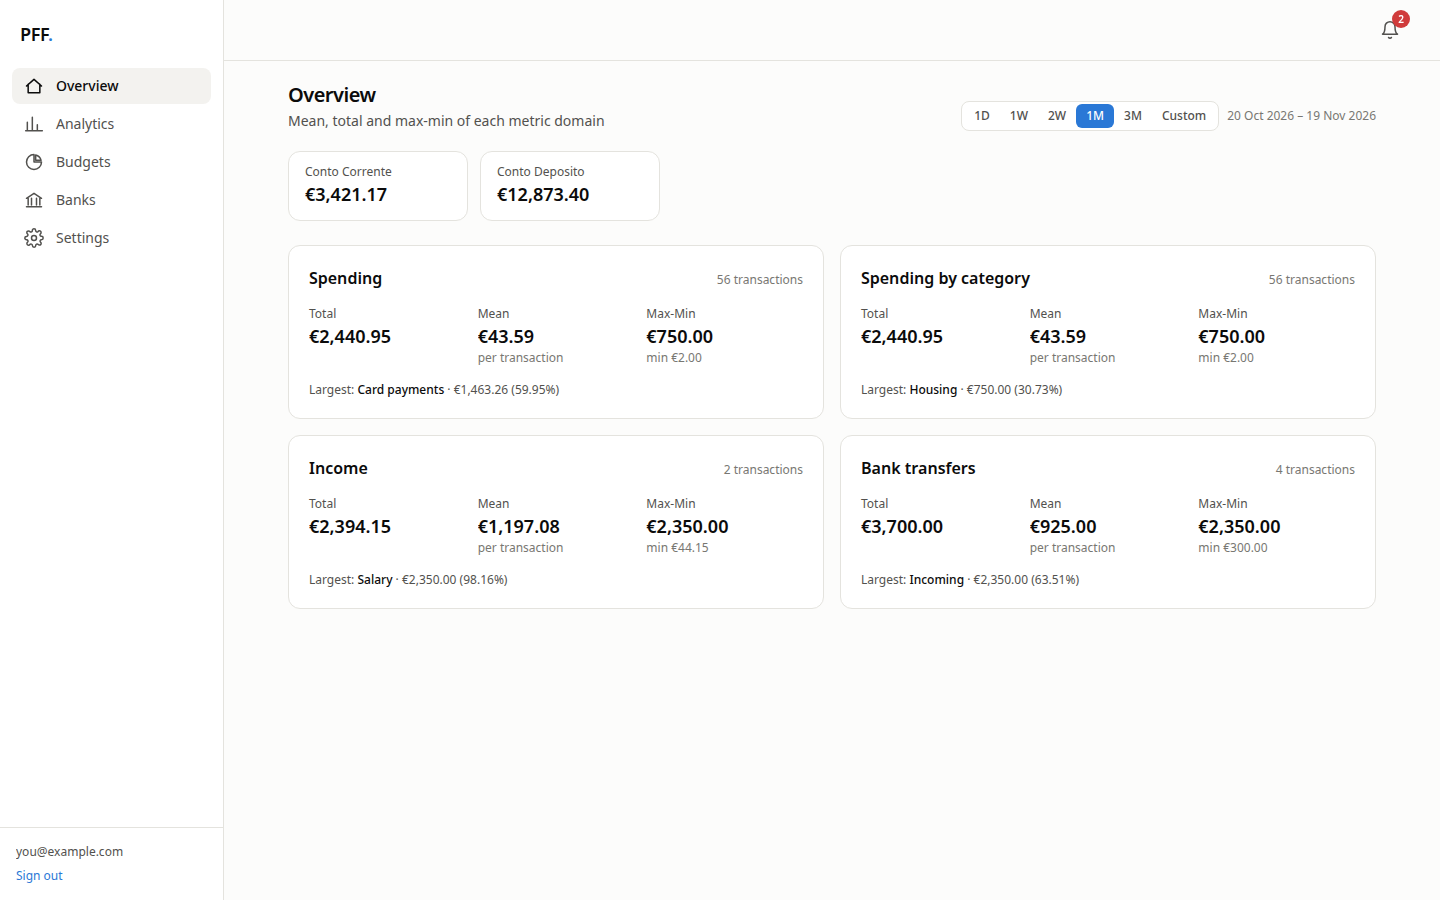 PFF.
Overview
Analytics
Budgets
Banks
Settings
you@example.com
Sign out
2
Overview
Mean, total and max-min of each metric domain
1D 1W 2W 1M 3M Custom 20 Oct 2026 – 19 Nov 2026
Conto Corrente
€3,421.17
Conto Deposito
€12,873.40
Spending 56 transactions
Total Mean Max-Min
€2,440.95 €43.59 €750.00
per transaction min €2.00
Largest: Card payments · €1,463.26 (59.95%)
Spending by category 56 transactions
Total Mean Max-Min
€2,440.95 €43.59 €750.00
per transaction min €2.00
Largest: Housing · €750.00 (30.73%)
Income 2 transactions
Total Mean Max-Min
€2,394.15 €1,197.08 €2,350.00
per transaction min €44.15
Largest: Salary · €2,350.00 (98.16%)
Bank transfers 4 transactions
Total Mean Max-Min
€3,700.00 €925.00 €2,350.00
per transaction min €300.00
Largest: Incoming · €2,350.00 (63.51%)